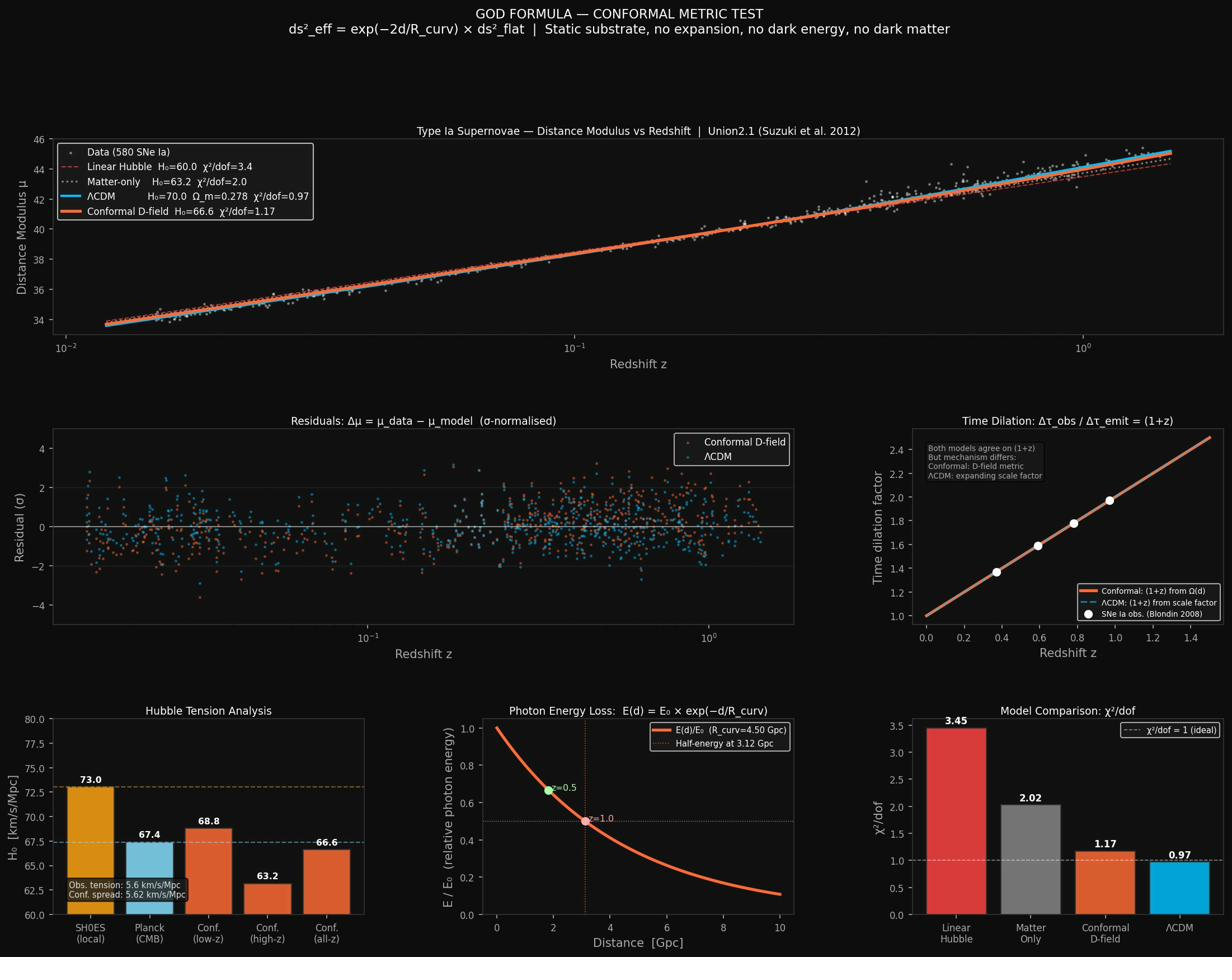 GOD FORMULA — CONFORMAL METRIC TEST
ds²_eff = exp(−2d/R_curv) × ds²_flat | Static substrate, no expansion, no dark energy, no dark matter
Type Ia Supernovae — Distance Modulus vs Redshift | Union2.1 (Suzuki et al. 2012)
Distance Modulus μ
46
44
42
40
38
36
34
Data (580 SNe Ia)
Linear Hubble H₀=60.0 χ²/dof=3.4
Matter-only H₀=63.2 χ²/dof=2.0
ΛCDM H₀=70.0 Ω_m=0.278 χ²/dof=0.97
Conformal D-field H₀=66.6 χ²/dof=1.17
10⁻²
10⁻¹
10⁰
Redshift z
Residuals: Δμ = μ_data − μ_model (σ-normalised)
Residual (σ)
4
2
0
−2
−4
Conformal D-field
ΛCDM
10⁻¹
10⁰
Redshift z
Time Dilation: Δτ_obs / Δτ_emit = (1+z)
Time dilation factor
2.4
2.2
2.0
1.8
1.6
1.4
1.2
1.0
Both models agree on (1+z)
But mechanism differs:
Conformal: D-field metric
ΛCDM: expanding scale factor
Conformal: (1+z) from Ω(d)
ΛCDM: (1+z) from scale factor
SNe Ia obs. (Blondin 2008)
0.0 0.2 0.4 0.6 0.8 1.0 1.2 1.4
Redshift z
Hubble Tension Analysis
H₀ [km/s/Mpc]
80.0
77.5
75.0
72.5
70.0
67.5
65.0
62.5
60.0
73.0
67.4
68.8
63.2
66.6
Obs. tension: 5.6 km/s/Mpc
Conf. spread: 5.62 km/s/Mpc
SH0ES
(local)
Planck
(CMB)
Conf.
(low-z)
Conf.
(high-z)
Conf.
(all-z)
Photon Energy Loss: E(d) = E₀ × exp(−d/R_curv)
E / E₀ (relative photon energy)
1.0
0.8
0.6
0.4
0.2
0.0
E(d)/E₀ (R_curv=4.50 Gpc)
Half-energy at 3.12 Gpc
z=0.5
z=1.0
0 2 4 6 8 10
Distance [Gpc]
Model Comparison: χ²/dof
χ²/dof
3.5
3.0
2.5
2.0
1.5
1.0
0.5
0.0
3.45
2.02
1.17
0.97
χ²/dof = 1 (ideal)
Linear
Hubble
Matter
Only
Conformal
D-field
ΛCDM